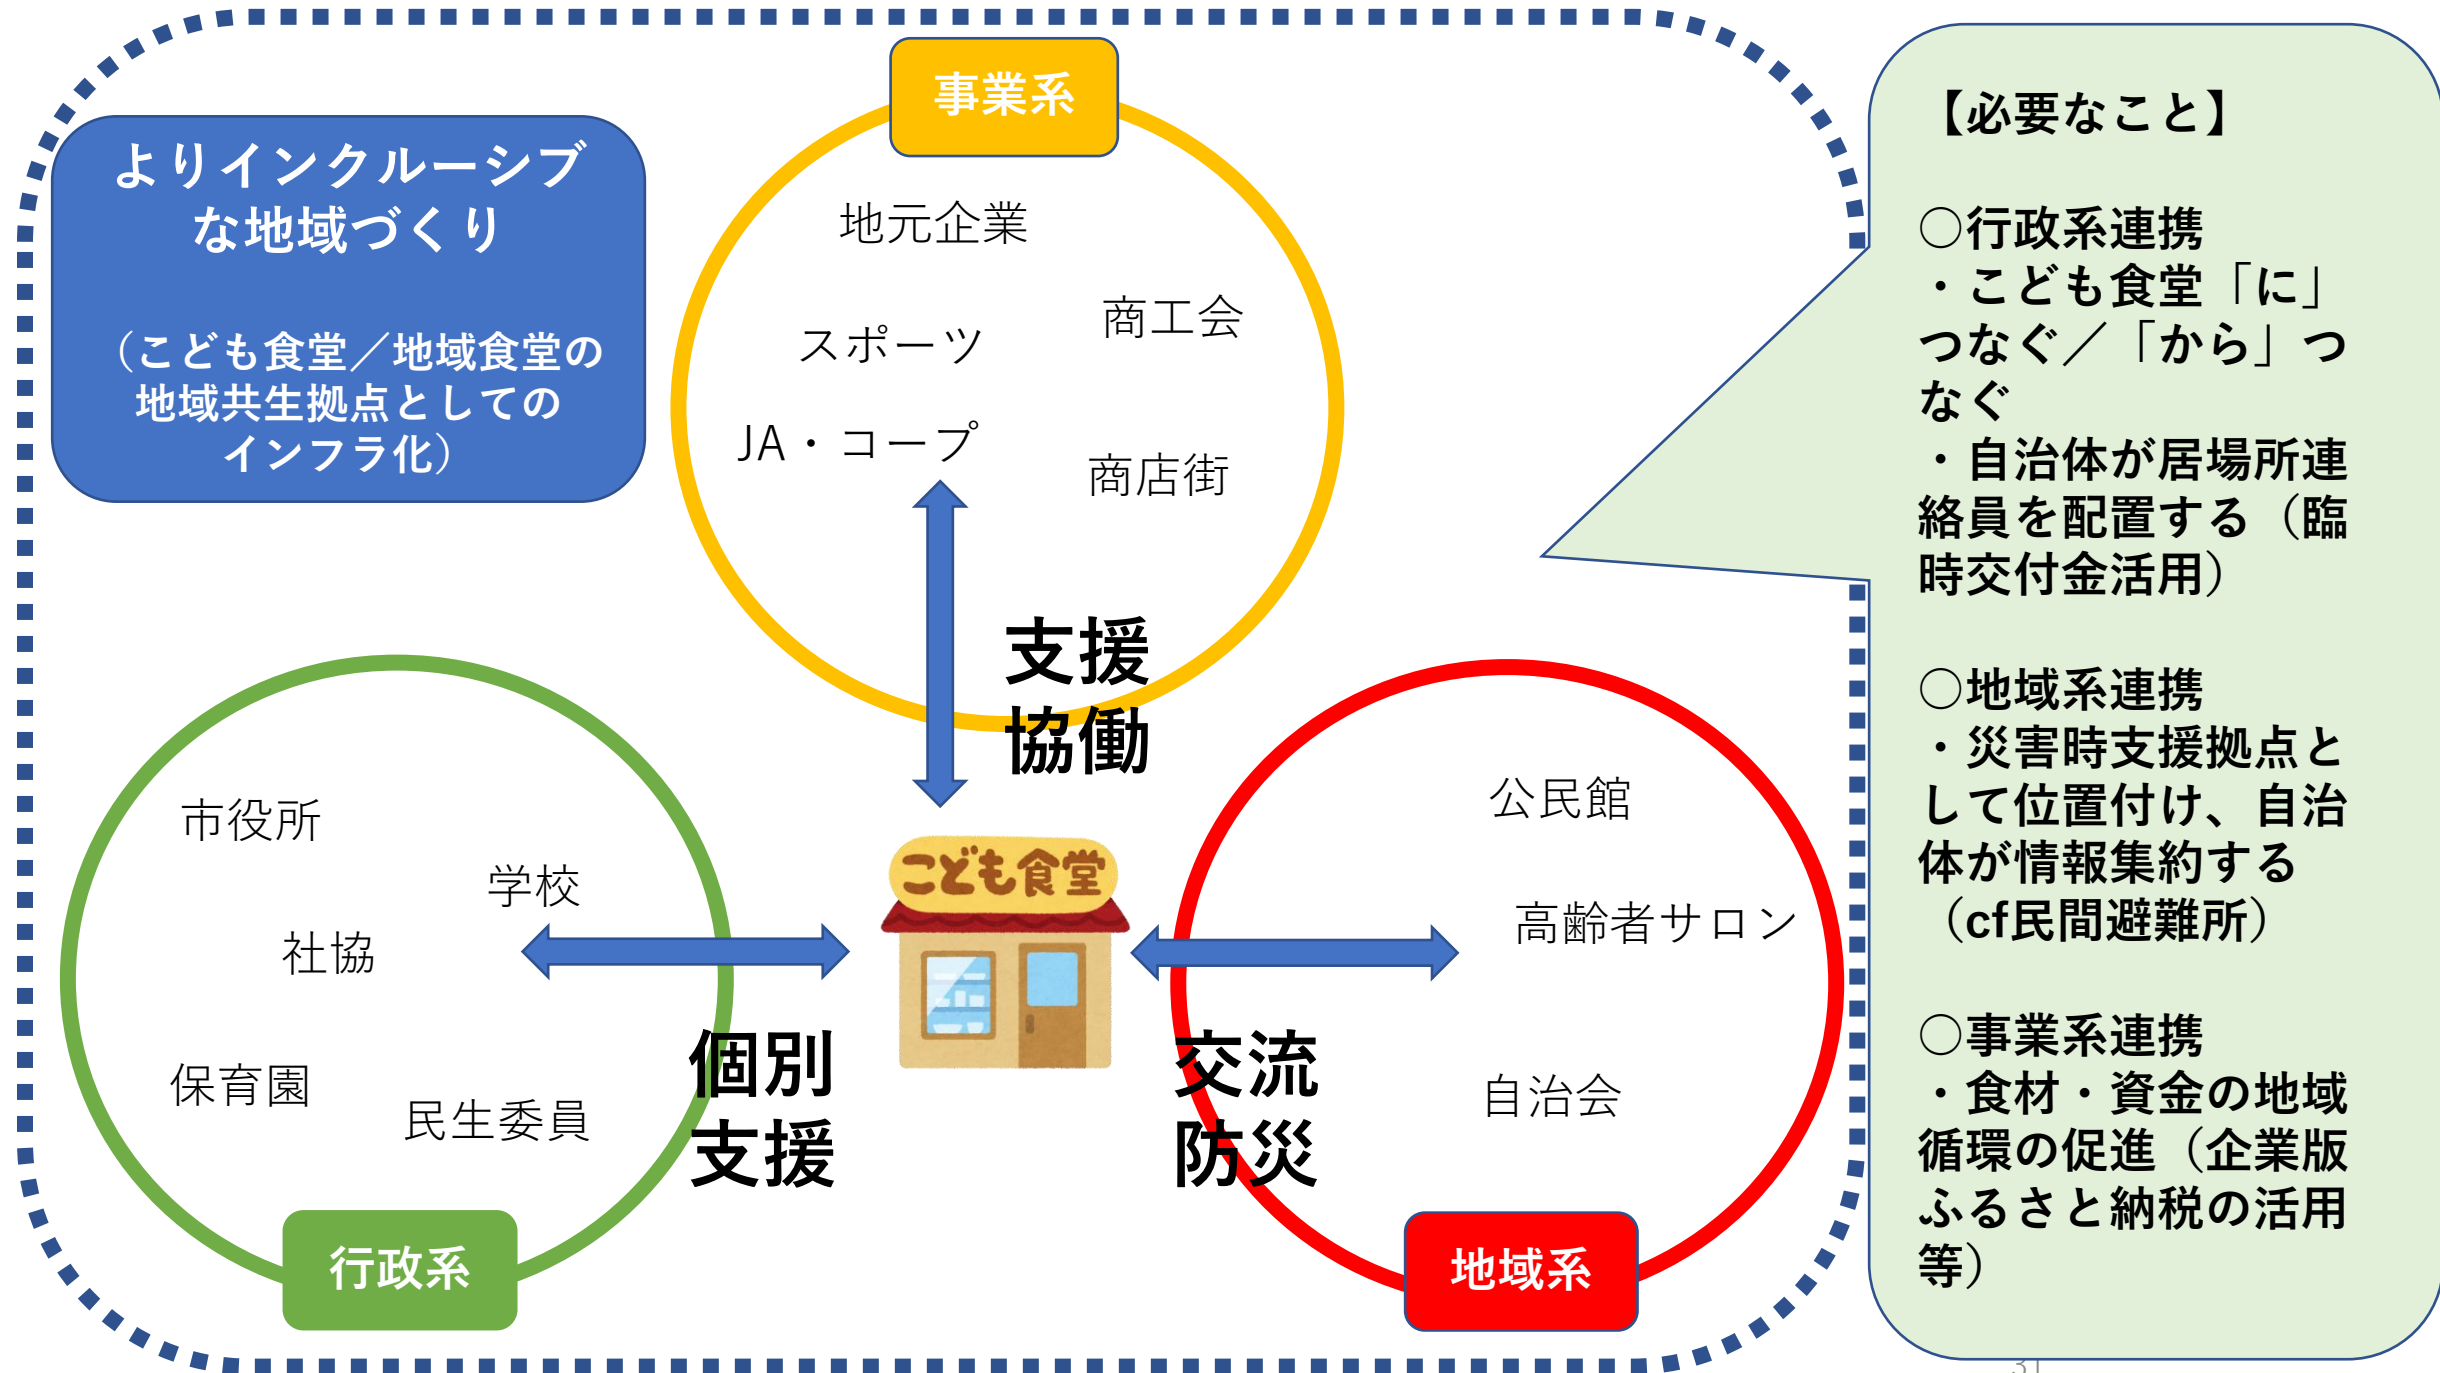 よりインクルーシブ
な地域づくり
（こども食堂／地域食堂の
地域共生拠点としての
インフラ化）
事業系
地元企業
商工会
スポーツ
JA・コープ
商店街
支援
協働
市役所
学校
社協
保育園
民生委員
行政系
個別
支援
こども食堂
交流
防災
公民館
高齢者サロン
自治会
地域系
【必要なこと】
○行政系連携
・こども食堂「に」
つなぐ／「から」つ
なぐ
・自治体が居場所連
絡員を配置する（臨
時交付金活用）
○地域系連携
・災害時支援拠点と
して位置付け、自治
体が情報集約する
（cf民間避難所）
○事業系連携
・食材・資金の地域
循環の促進（企業版
ふるさと納税の活用
等）
31